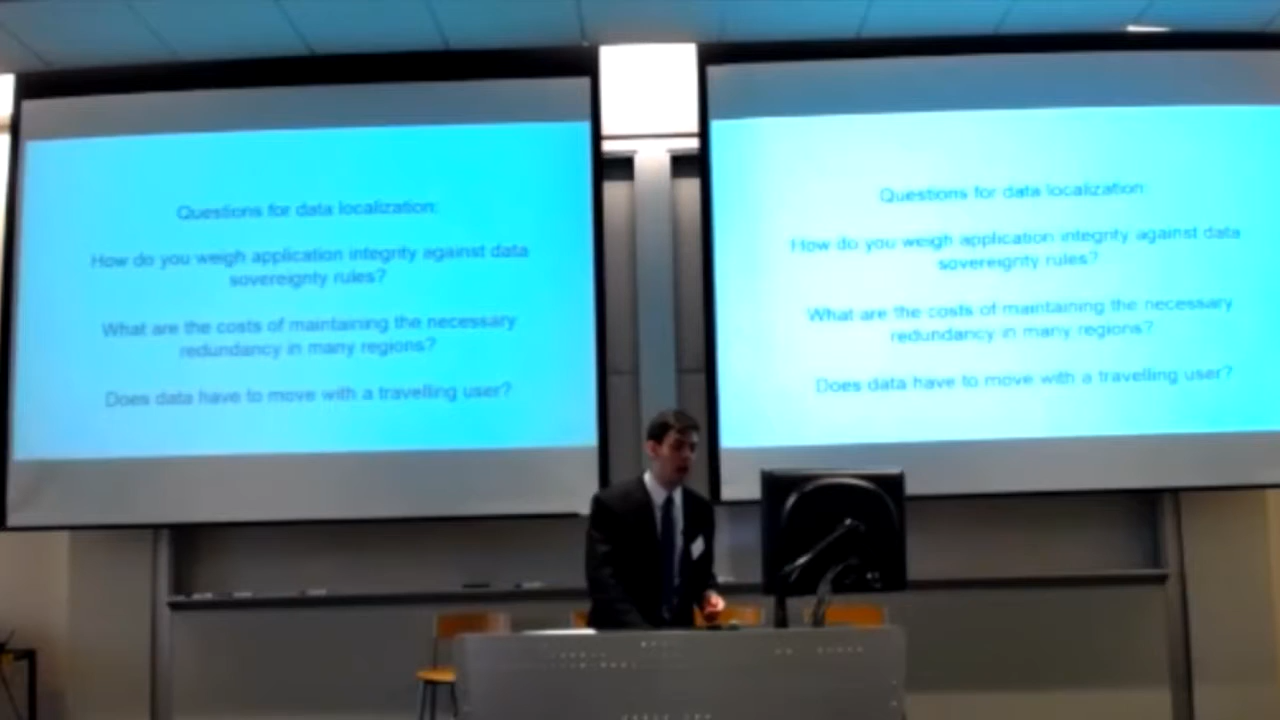 Questions for data localization:
How do you weigh application integrity against data
sovereignty rules?
What are the costs of maintaining the necessary
redundancy in many regions?
Does data have to move with a travelling user?
Questions for data localization:
How do you weigh application integrity against data
sovereignty rules?
What are the costs of maintaining the necessary
redundancy in many regions?
Does data have to move with a travelling user?